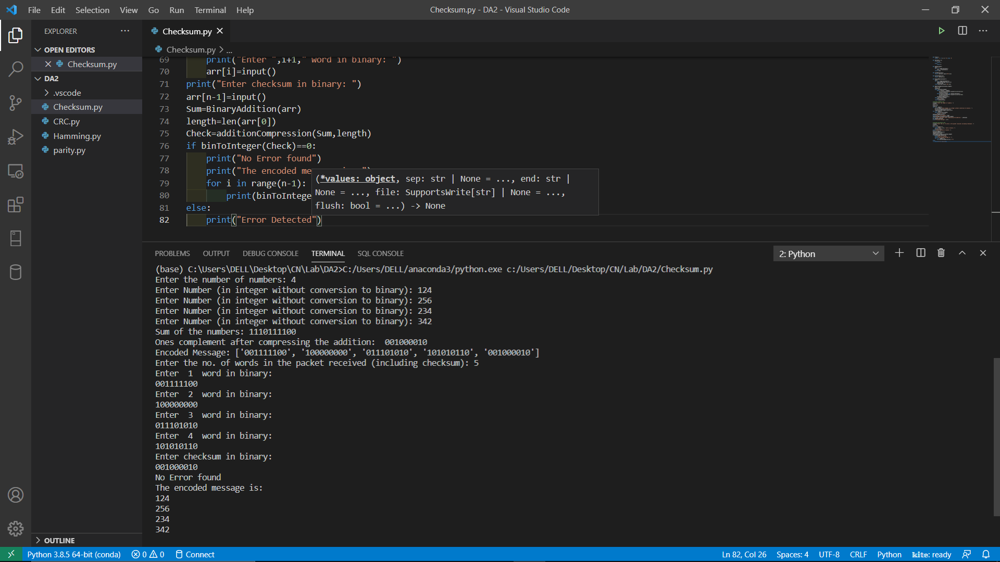 File Edit Selection View Go Run Terminal Help
Checksum.py - DA2 - Visual Studio Code
EXPLORER
OPEN EDITORS
Checksum.py
DA2
.vscode
Checksum.py
CRC.py
Hamming.py
parity.py
OUTLINE
Checksum.py
Checksum.py > ...
69 print("Enter ",i+1," word in binary: ")
70 arr[i]=input()
71 print("Enter checksum in binary: ")
72 arr[n-1]=input()
73 Sum=BinaryAddition(arr)
74 length=len(arr[0])
75 Check=additionCompression(Sum,length)
76 if binToInteger(Check)==0:
77 print("No Error found")
78 print("The encoded me
79 for i in range(n-1):
80 print(binToIntege
81 else:
82 print("Error Detected")
(*values: object, sep: str | None = ..., end: str |
None = ..., file: SupportsWrite[str] | None = ...,
flush: bool = ...) -> None
PROBLEMS OUTPUT DEBUG CONSOLE TERMINAL SQL CONSOLE
2: Python
(base) C:\Users\DELL\Desktop\CN\Lab\DA2>C:/Users/DELL/anaconda3/python.exe c:/Users/DELL/Desktop/CN/Lab/DA2/Checksum.py
Enter the number of numbers: 4
Enter Number (in integer without conversion to binary): 124
Enter Number (in integer without conversion to binary): 256
Enter Number (in integer without conversion to binary): 234
Enter Number (in integer without conversion to binary): 342
Sum of the numbers: 1110111100
Ones complement after compressing the addition:  001000010
Encoded Message: ['001111100', '100000000', '011101010', '101010110', '001000010']
Enter the no. of words in the packet received (including checksum): 5
Enter  1  word in binary:
001111100
Enter  2  word in binary:
100000000
Enter  3  word in binary:
011101010
Enter  4  word in binary:
101010110
Enter checksum in binary:
001000010
No Error found
The encoded message is:
124
256
234
342
Python 3.8.5 64-bit (conda) 0 0 Connect
Ln 82, Col 26 Spaces: 4 UTF-8 CRLF Python kite: ready